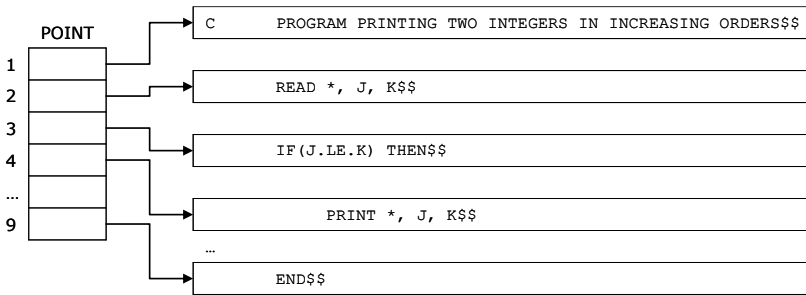 C PROGRAM PRINTING TWO INTEGERS IN INCREASING ORDERS$$
POINT
1
2 READ *, J, K$$
3 IF(J.LE.K) THEN$$
4
... PRINT *, J, K$$
9
...
END$$